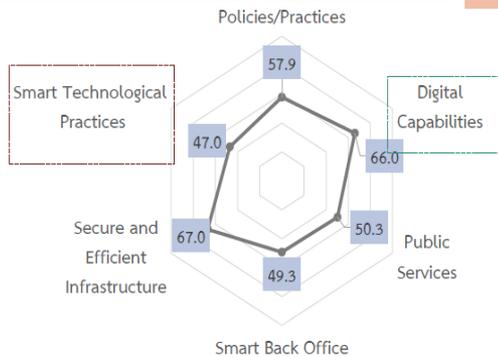 Policies/Practices
57.9
Smart Technological
Practices
47.0
Digital
Capabilities
66.0
Secure and
Efficient
Infrastructure
67.0
50.3
Public
Services
49.3
Smart Back Office